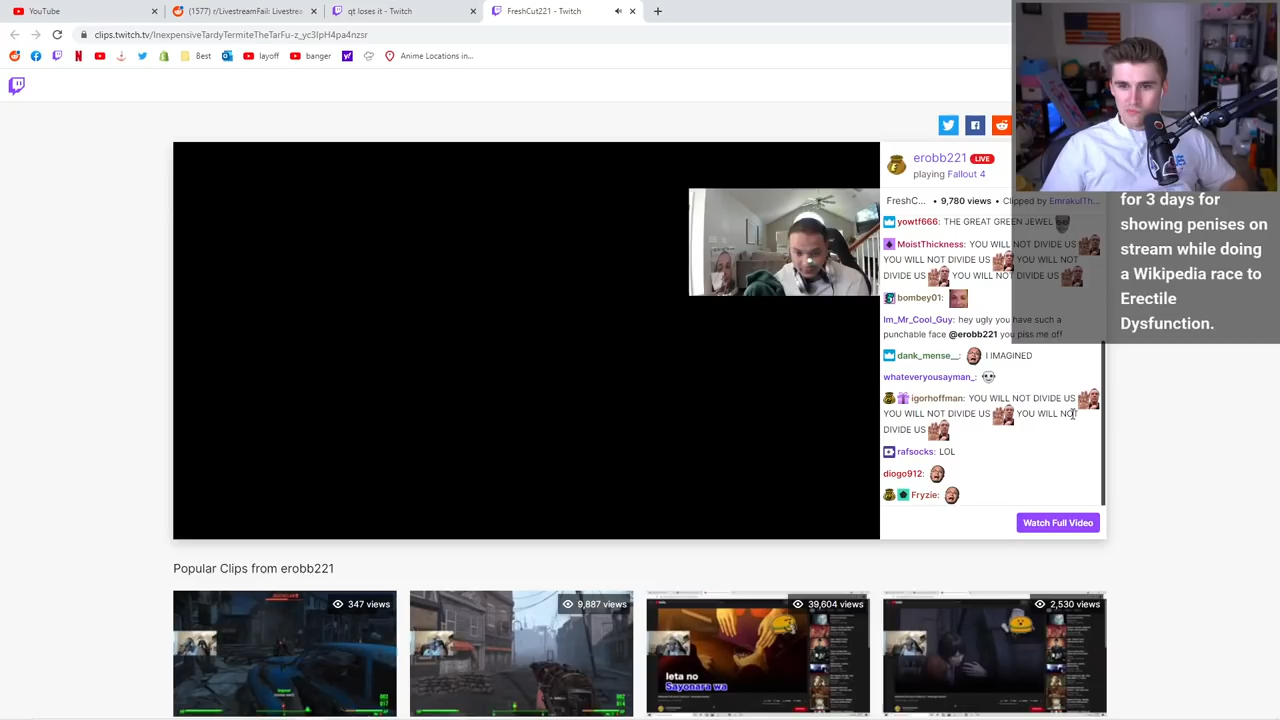 YouTube
(1577) r/LivestreamFail: Livestre
qt loses it - Twitch
FreshCut221 - Twitch
clips.twitch.tv/InexpensiveTardyTermiteTheTarFu-z_yc3IpH4pa4nzsr
Best
layoff
banger
Anime Locations in...
erobb221 LIVE
playing Fallout 4
FreshC... • 9,780 views • Clipped by EmrakulTh...
yowtf666: THE GREAT GREEN JEWEL
MoistThickness: YOU WILL NOT DIVIDE US
YOU WILL NOT DIVIDE US YOU WILL NOT
DIVIDE US YOU WILL NOT DIVIDE US
bombey01:
Im_Mr_Cool_Guy: hey ugly you have such a
punchable face @erobb221 you piss me off
dank_mense__: I IMAGINED
whateveryousayman_:
igorhoffman: YOU WILL NOT DIVIDE US
YOU WILL NOT DIVIDE US YOU WILL NOT
DIVIDE US
rafsocks: LOL
diogo912:
Fryzie:
Watch Full Video
for 3 days for
showing penises on
stream while doing
a Wikipedia race to
Erectile
Dysfunction.
Popular Clips from erobb221
347 views
9,887 views
39,604 views
2,530 views
leta no
Sayonara wa